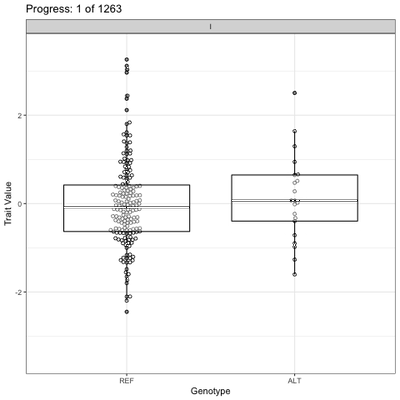 Progress: 1 of 1263
I
Trait Value
2
0
-2
REF
ALT
Genotype